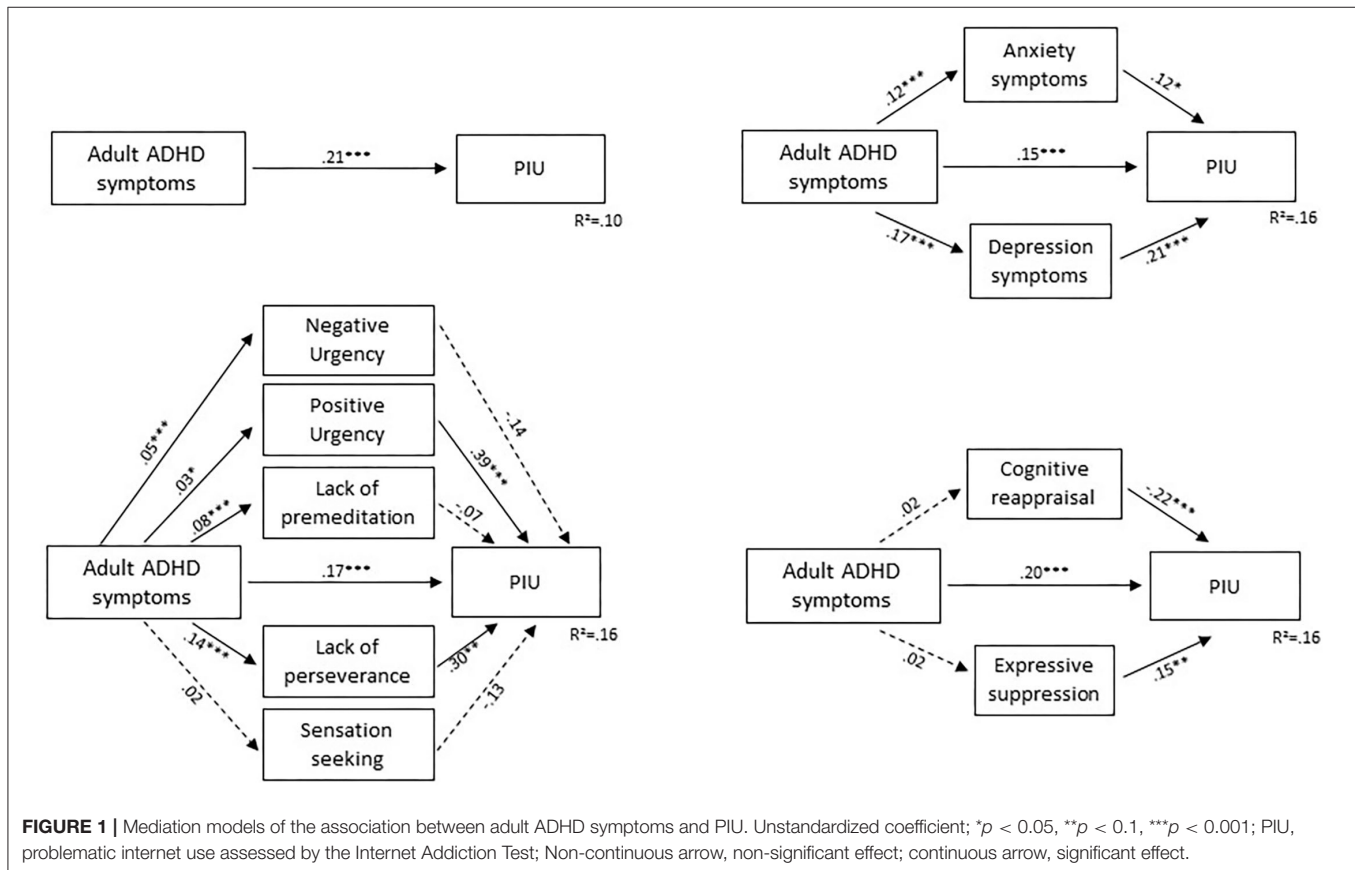 Adult ADHD
symptoms
.21***
PIU
R²=.10
Anxiety
symptoms
.12***
.12*
Adult ADHD
symptoms
.15***
PIU
R²=.16
.17***
Depression
symptoms
.21***
Negative
Urgency
.05***
-.14
Positive
Urgency
.03*
.39***
Lack of
premeditation
.08***
-.07
Adult ADHD
symptoms
.17***
PIU
R²=.16
.14***
Lack of
perseverance
.30**
.02
Sensation
seeking
-.13
Cognitive
reappraisal
.02
-.22***
Adult ADHD
symptoms
.20***
PIU
R²=.16
.02
Expressive
suppression
.15**
FIGURE 1 | Mediation models of the association between adult ADHD symptoms and PIU. Unstandardized coefficient; *p < 0.05, **p < 0.1, ***p < 0.001; PIU,
problematic internet use assessed by the Internet Addiction Test; Non-continuous arrow, non-significant effect; continuous arrow, significant effect.